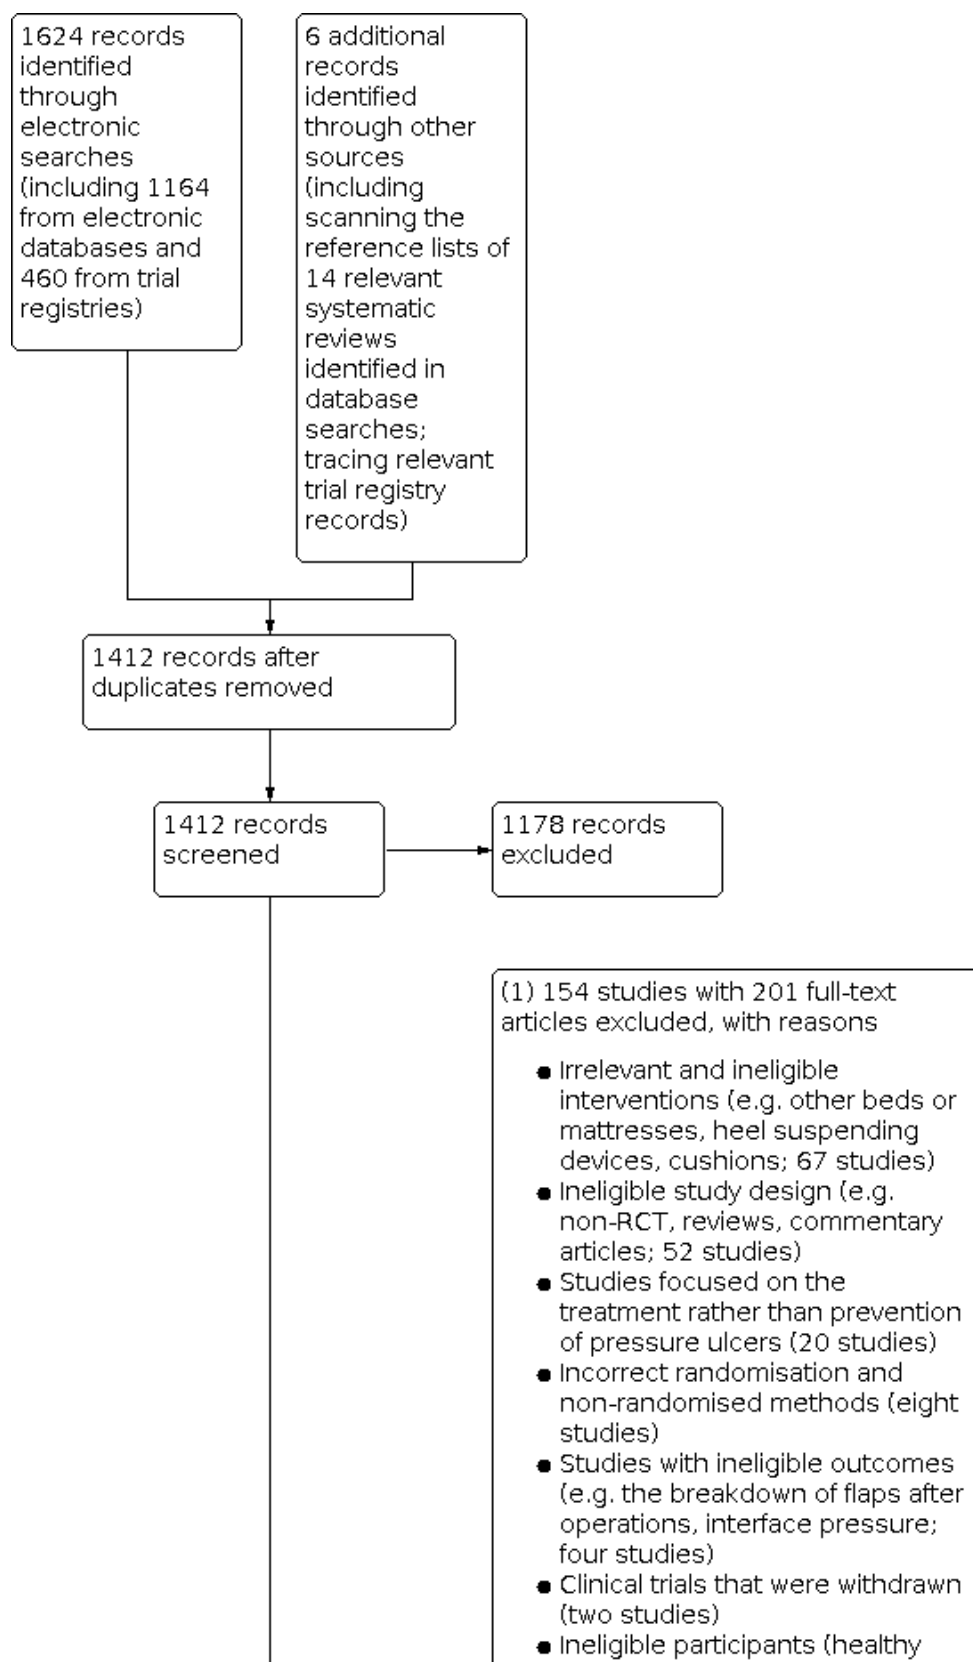 1624 records
identified
through
electronic
searches
(including 1164
from electronic
databases and
460 from trial
registries)
6 additional
records
identified
through other
sources
(including
scanning the
reference lists of
14 relevant
systematic
reviews
identified in
database
searches;
tracing relevant
trial registry
records)
1412 records after
duplicates removed
1412 records
screened
1178 records
excluded
(1) 154 studies with 201 full-text
articles excluded, with reasons
● Irrelevant and ineligible
interventions (e.g. other beds or
mattresses, heel suspending
devices, cushions; 67 studies)
● Ineligible study design (e.g.
non-RCT, reviews, commentary
articles; 52 studies)
● Studies focused on the
treatment rather than prevention
of pressure ulcers (20 studies)
● Incorrect randomisation and
non-randomised methods (eight
studies)
● Studies with ineligible outcomes
(e.g. the breakdown of flaps after
operations, interface pressure;
four studies)
● Clinical trials that were withdrawn
(two studies)
● Ineligible participants (healthy